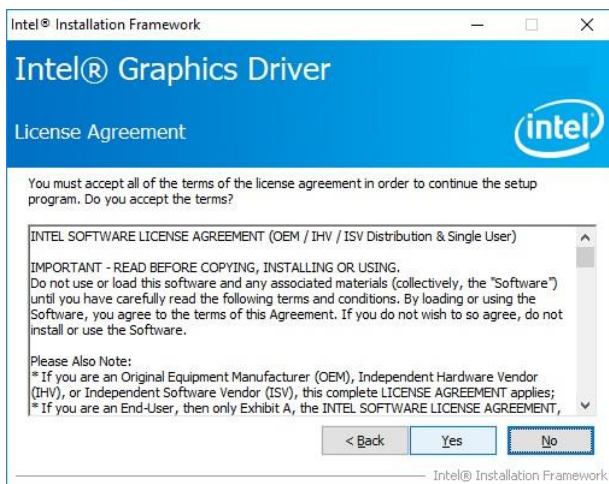 Intel® Installation Framework
Intel® Graphics Driver
License Agreement
intel
You must accept all of the terms of the license agreement in order to continue the setup
program. Do you accept the terms?
INTEL SOFTWARE LICENSE AGREEMENT (OEM / IHV / ISV Distribution & Single User)
IMPORTANT - READ BEFORE COPYING, INSTALLING OR USING.
Do not use or load this software and any associated materials (collectively, the "Software")
until you have carefully read the following terms and conditions. By loading or using the
Software, you agree to the terms of this Agreement. If you do not wish to so agree, do not
install or use the Software.
Please Also Note:
* If you are an Original Equipment Manufacturer (OEM), Independent Hardware Vendor
(IHV), or Independent Software Vendor (ISV), this complete LICENSE AGREEMENT applies;
* If you are an End-User, then only Exhibit A, the INTEL SOFTWARE LICENSE AGREEMENT,
< Back Yes No
Intel® Installation Framework